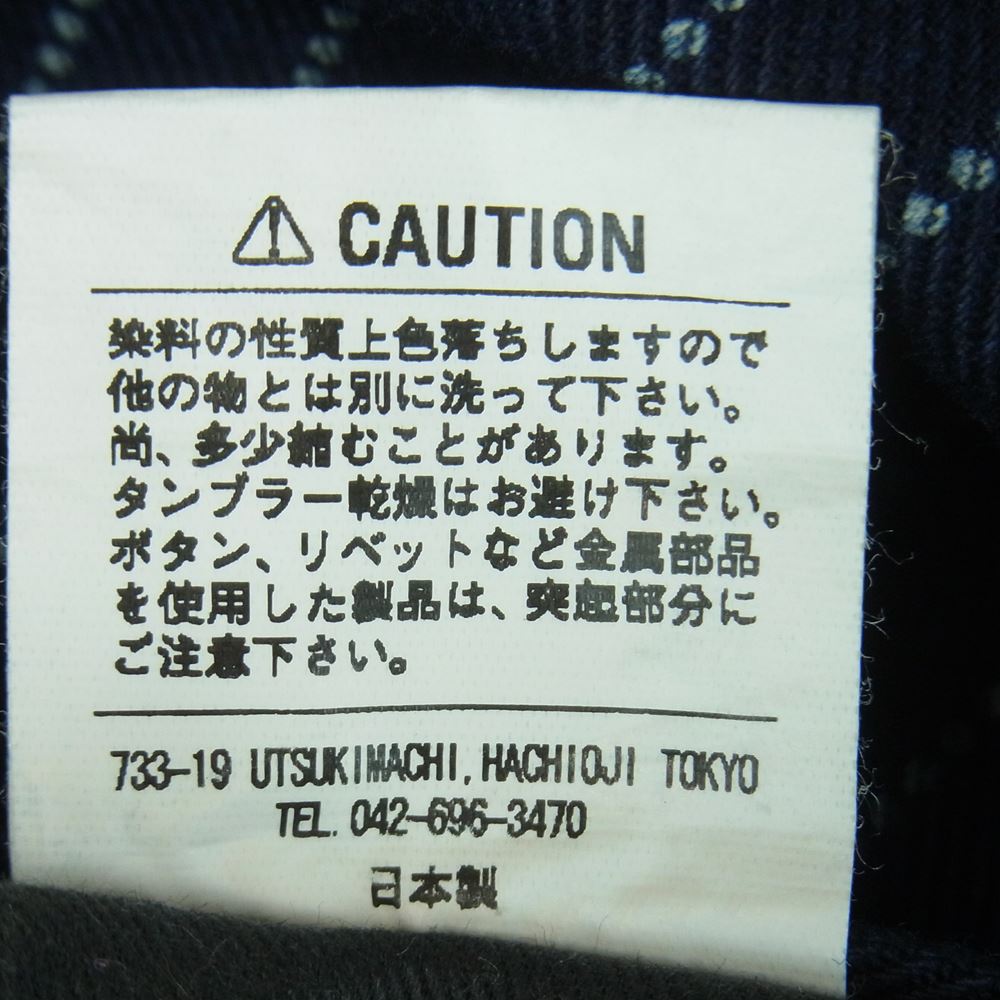 ⚠ CAUTION
染料の性質上色落ちしますので
他の物とは別に洗って下さい。
尚、多少縮むことがあります。
タンブラー乾燥はお避け下さい。
ボタン、リベットなど金属部品
を使用した製品は、突起部分に
ご注意下さい。
733-19 UTSUKIMACHI, HACHIOJI TOKYO
TEL. 042-696-3470
日本製